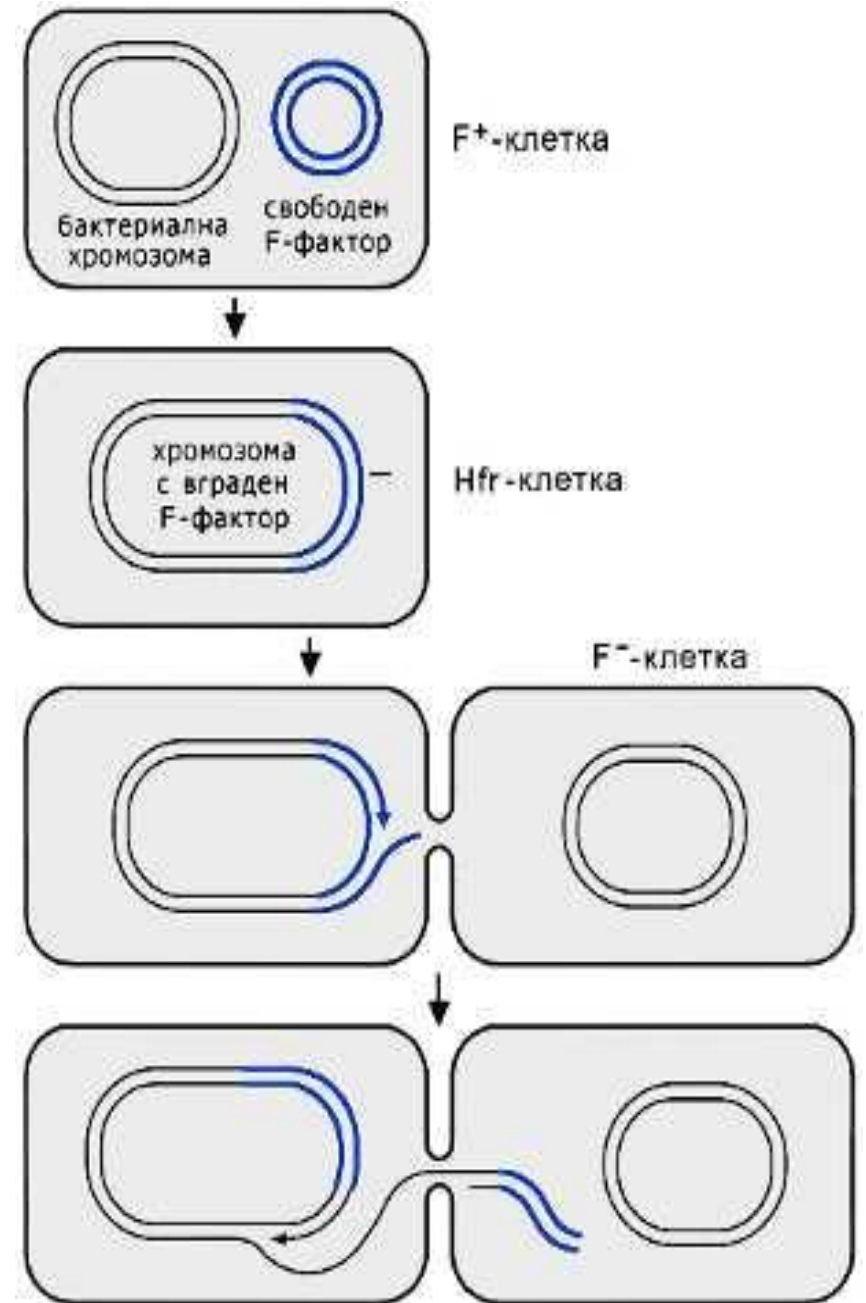 F⁺-клетка
бактериална
хромозома
свободен
F-фактор
хромозома
с вграден
F-фактор
Hfr-клетка
F⁻-клетка